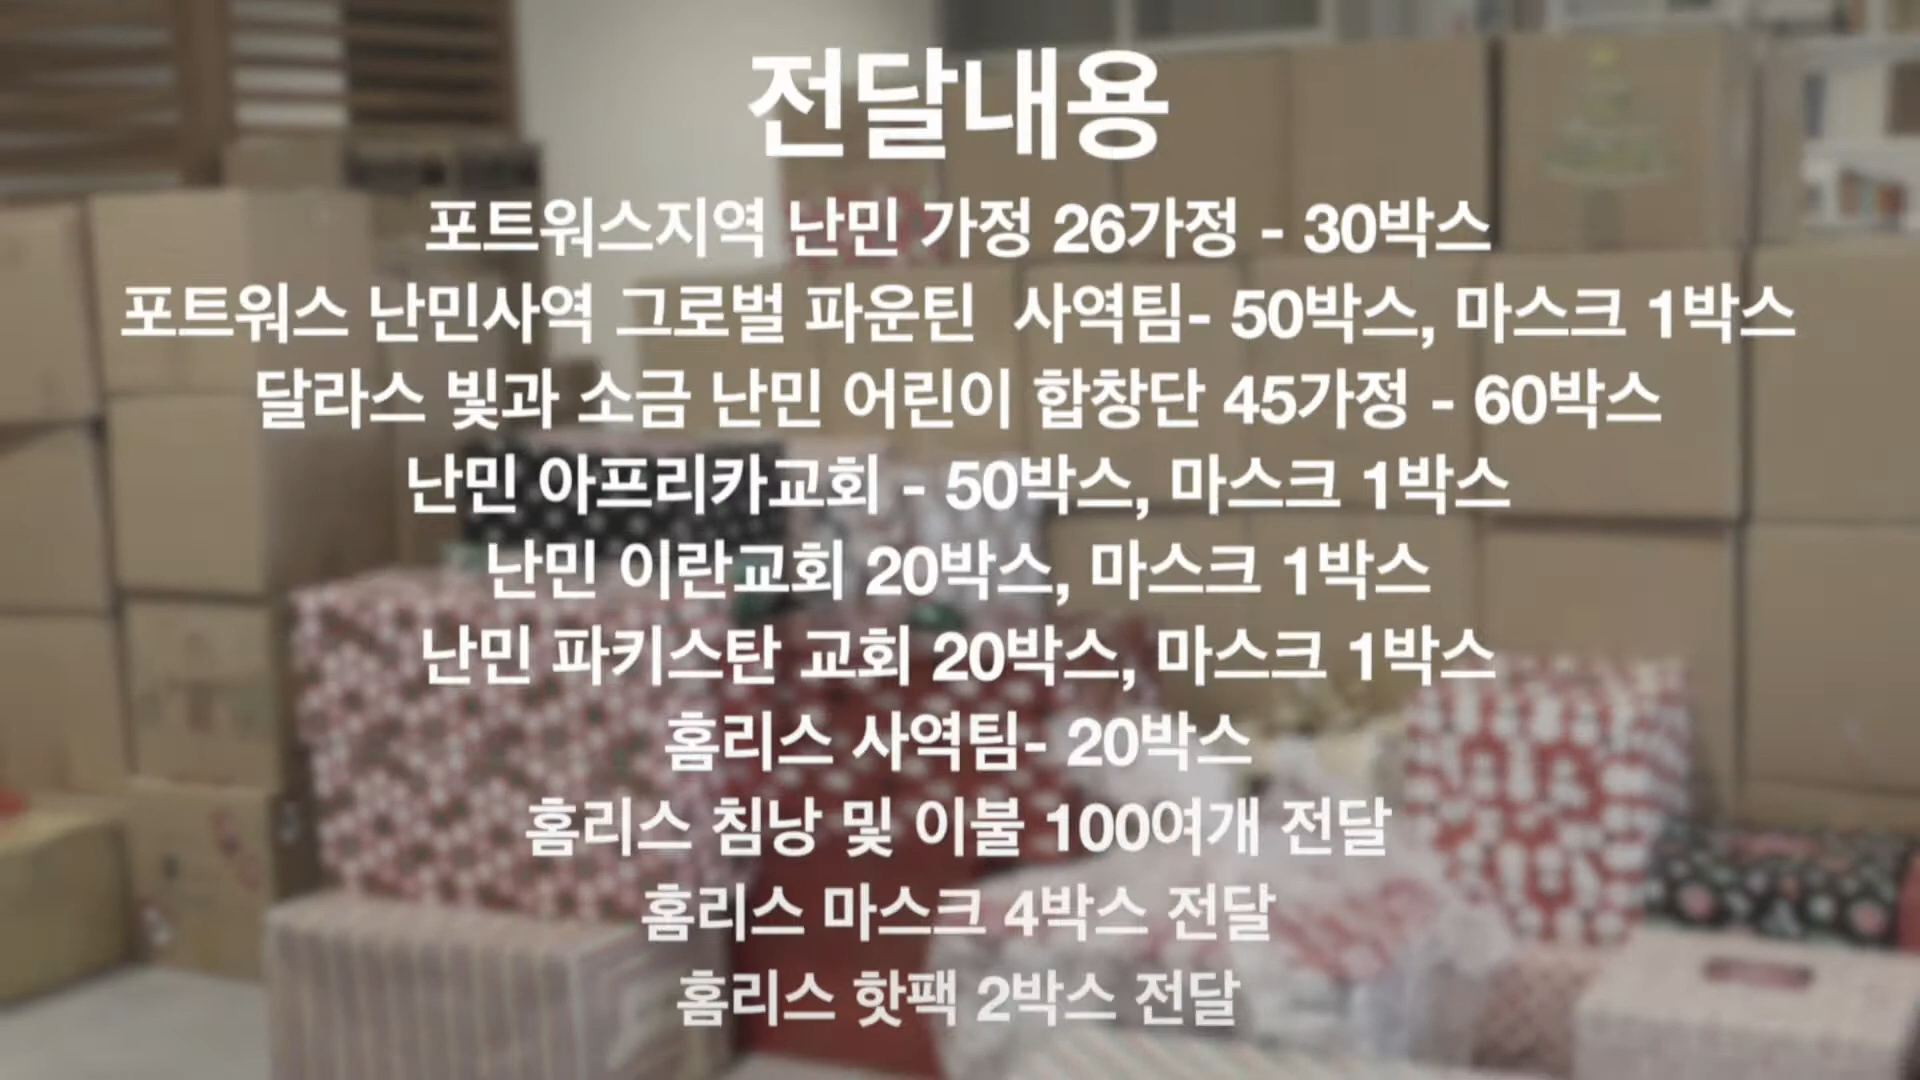 전달내용
포트워스지역 난민 가정 26가정 - 30박스
포트워스 난민사역 그로벌 파운틴 사역팀- 50박스, 마스크 1박스
달라스 빛과 소금 난민 어린이 합창단 45가정 - 60박스
난민 아프리카교회 - 50박스, 마스크 1박스
난민 이란교회 20박스, 마스크 1박스
난민 파키스탄 교회 20박스, 마스크 1박스
홈리스 사역팀- 20박스
홈리스 침낭 및 이불 100여개 전달
홈리스 마스크 4박스 전달
홈리스 핫팩 2박스 전달